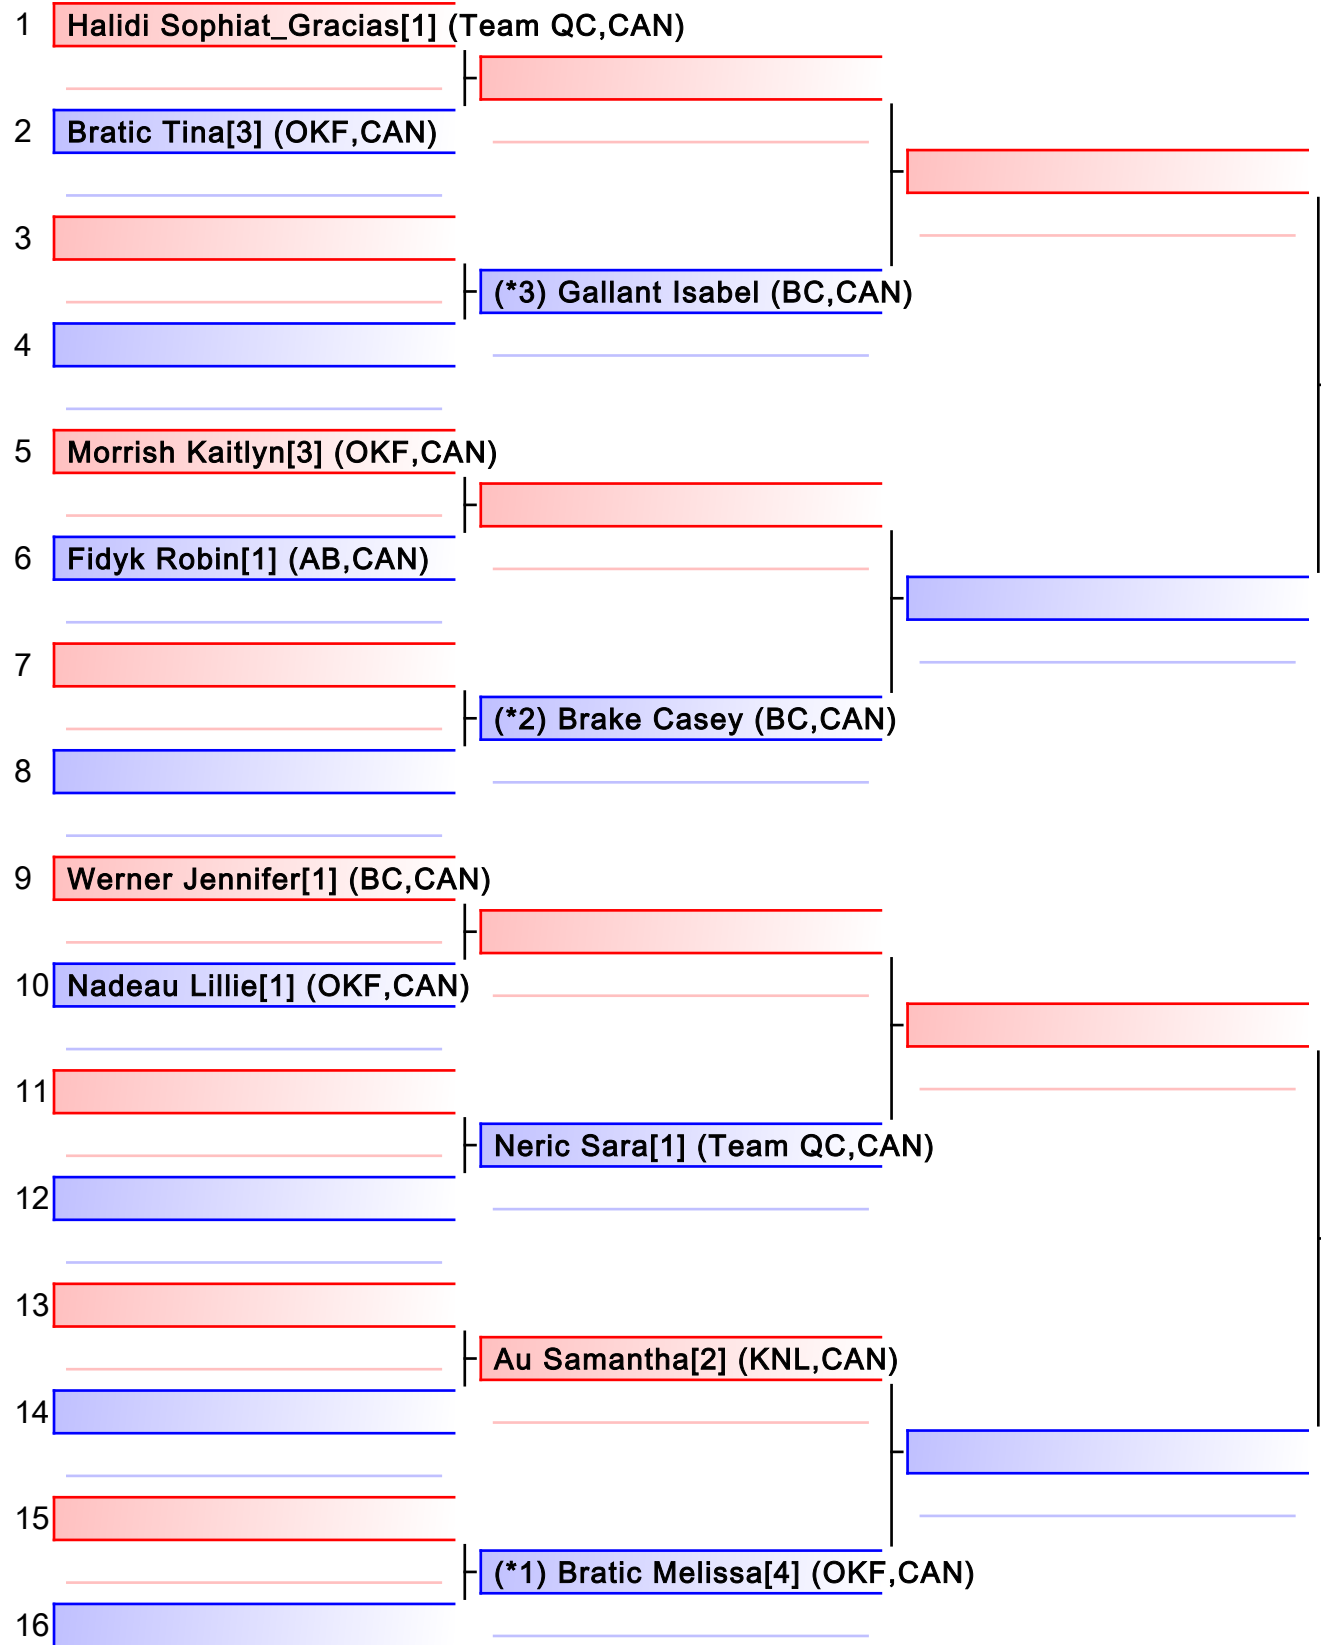 1 Halidi Sophiat_Gracias[1] (Team QC,CAN)
2 Bratic Tina[3] (OKF,CAN)
3
(*3) Gallant Isabel (BC,CAN)
4
5 Morrish Kaitlyn[3] (OKF,CAN)
6 Fidyk Robin[1] (AB,CAN)
7
(*2) Brake Casey (BC,CAN)
8
9 Werner Jennifer[1] (BC,CAN)
10 Nadeau Lillie[1] (OKF,CAN)
11
Neric Sara[1] (Team QC,CAN)
12
13
Au Samantha[2] (KNL,CAN)
14
15
(*1) Bratic Melissa[4] (OKF,CAN)
16